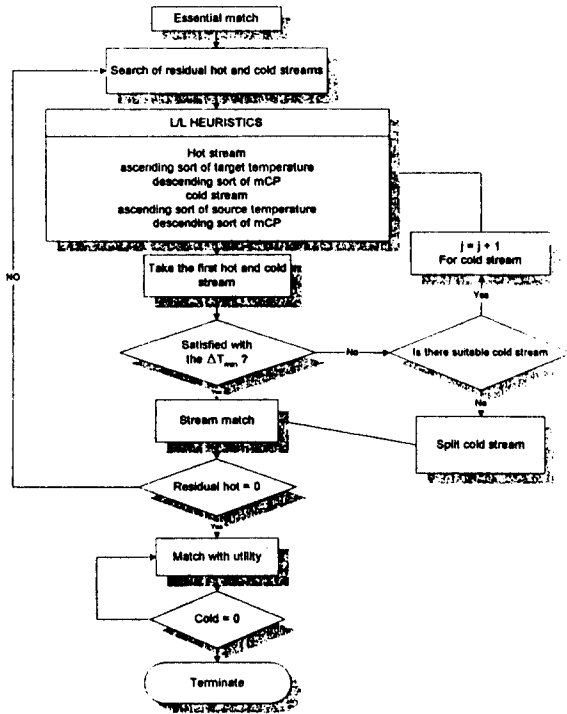 Essential match
Search of residual hot and cold streams
L/L HEURISTICS
Hot stream
ascending sort of target temperature
descending sort of mCP
cold stream
ascending sort of source temperature
descending sort of mCP
j = j + 1
For cold stream
NO
Take the first hot and cold
stream
Yes
Satisfied with
the ΔTmin ?
No
Is there suitable cold stream
Yes
No
Stream match
Split cold stream
Residual hot = 0
Yes
Match with utility
Cold = 0
Terminate